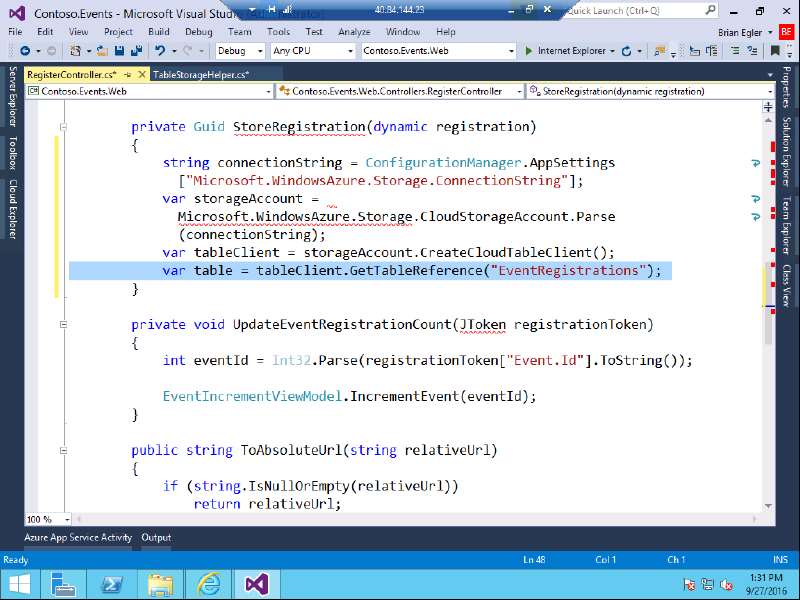 Contoso.Events - Microsoft Visual Stud
40.84.144.23
Quick Launch (Ctrl+Q)
File Edit View Project Build Debug Team Tools Test Analyze Window Help
Brian Egler
BE
Debug Any CPU Contoso.Events.Web Internet Explorer
RegisterController.cs* TableStorageHelper.cs*
Contoso.Events.Web Contoso.Events.Web.Controllers.RegisterController StoreRegistration(dynamic registration)
Server Explorer
Toolbox
Cloud Explorer
private Guid StoreRegistration(dynamic registration)
{
string connectionString = ConfigurationManager.AppSettings
["Microsoft.WindowsAzure.Storage.ConnectionString"];
var storageAccount =
Microsoft.WindowsAzure.Storage.CloudStorageAccount.Parse
(connectionString);
var tableClient = storageAccount.CreateCloudTableClient();
var table = tableClient.GetTableReference("EventRegistrations");
}
private void UpdateEventRegistrationCount(JToken registrationToken)
{
int eventId = Int32.Parse(registrationToken["Event.Id"].ToString());
EventIncrementViewModel.IncrementEvent(eventId);
}
public string ToAbsoluteUrl(string relativeUrl)
{
if (string.IsNullOrEmpty(relativeUrl))
return relativeUrl;
Properties
Solution Explorer
Team Explorer
Class View
100 %
Azure App Service Activity Output
Ready Ln 48 Col 1 Ch 1 INS
1:31 PM
9/27/2016